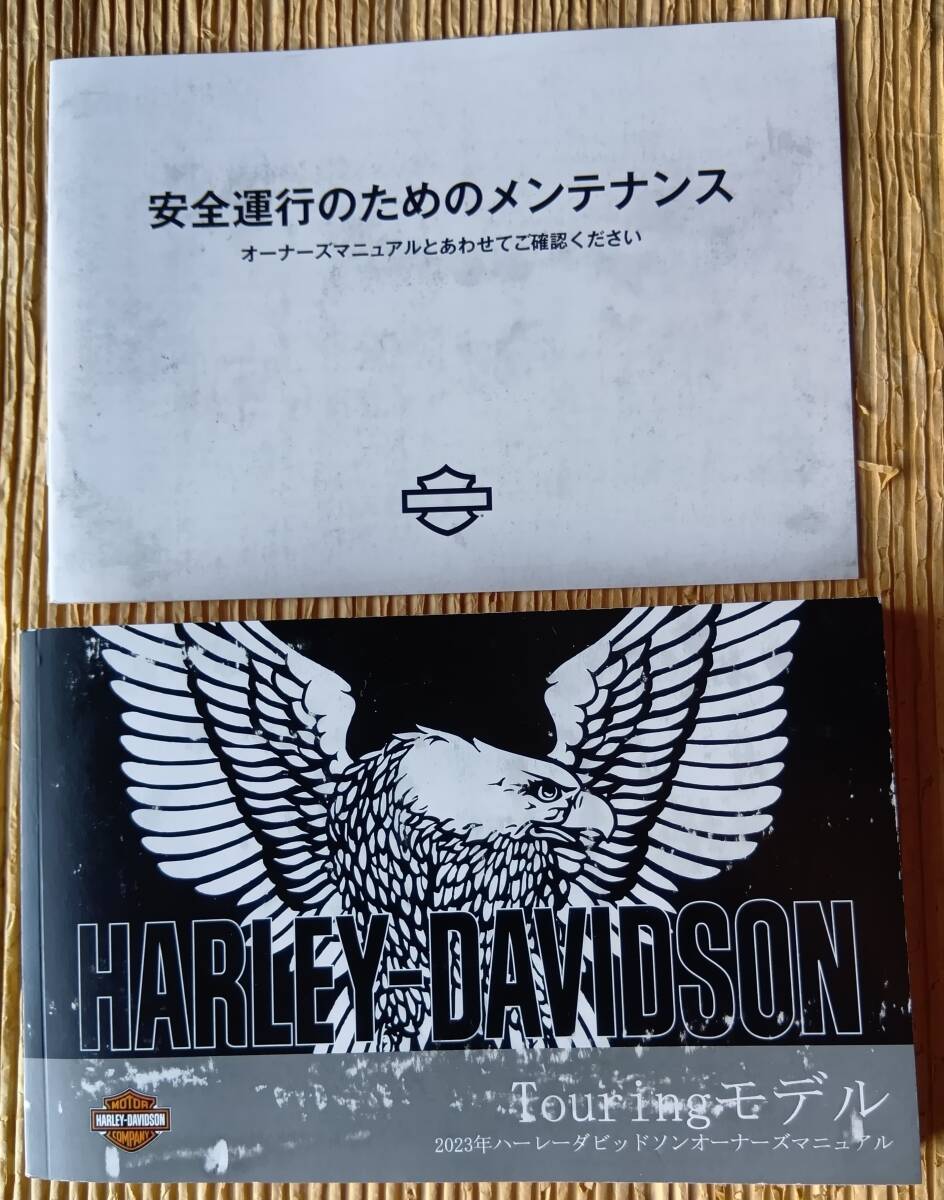 安全運行のためのメンテナンス
オーナーズマニュアルとあわせてご確認ください
HARLEY-DAVIDSON
Touringモデル
2023年ハーレーダビッドソンオーナーズマニュアル
MOTOR
HARLEY-DAVIDSON
COMPANY